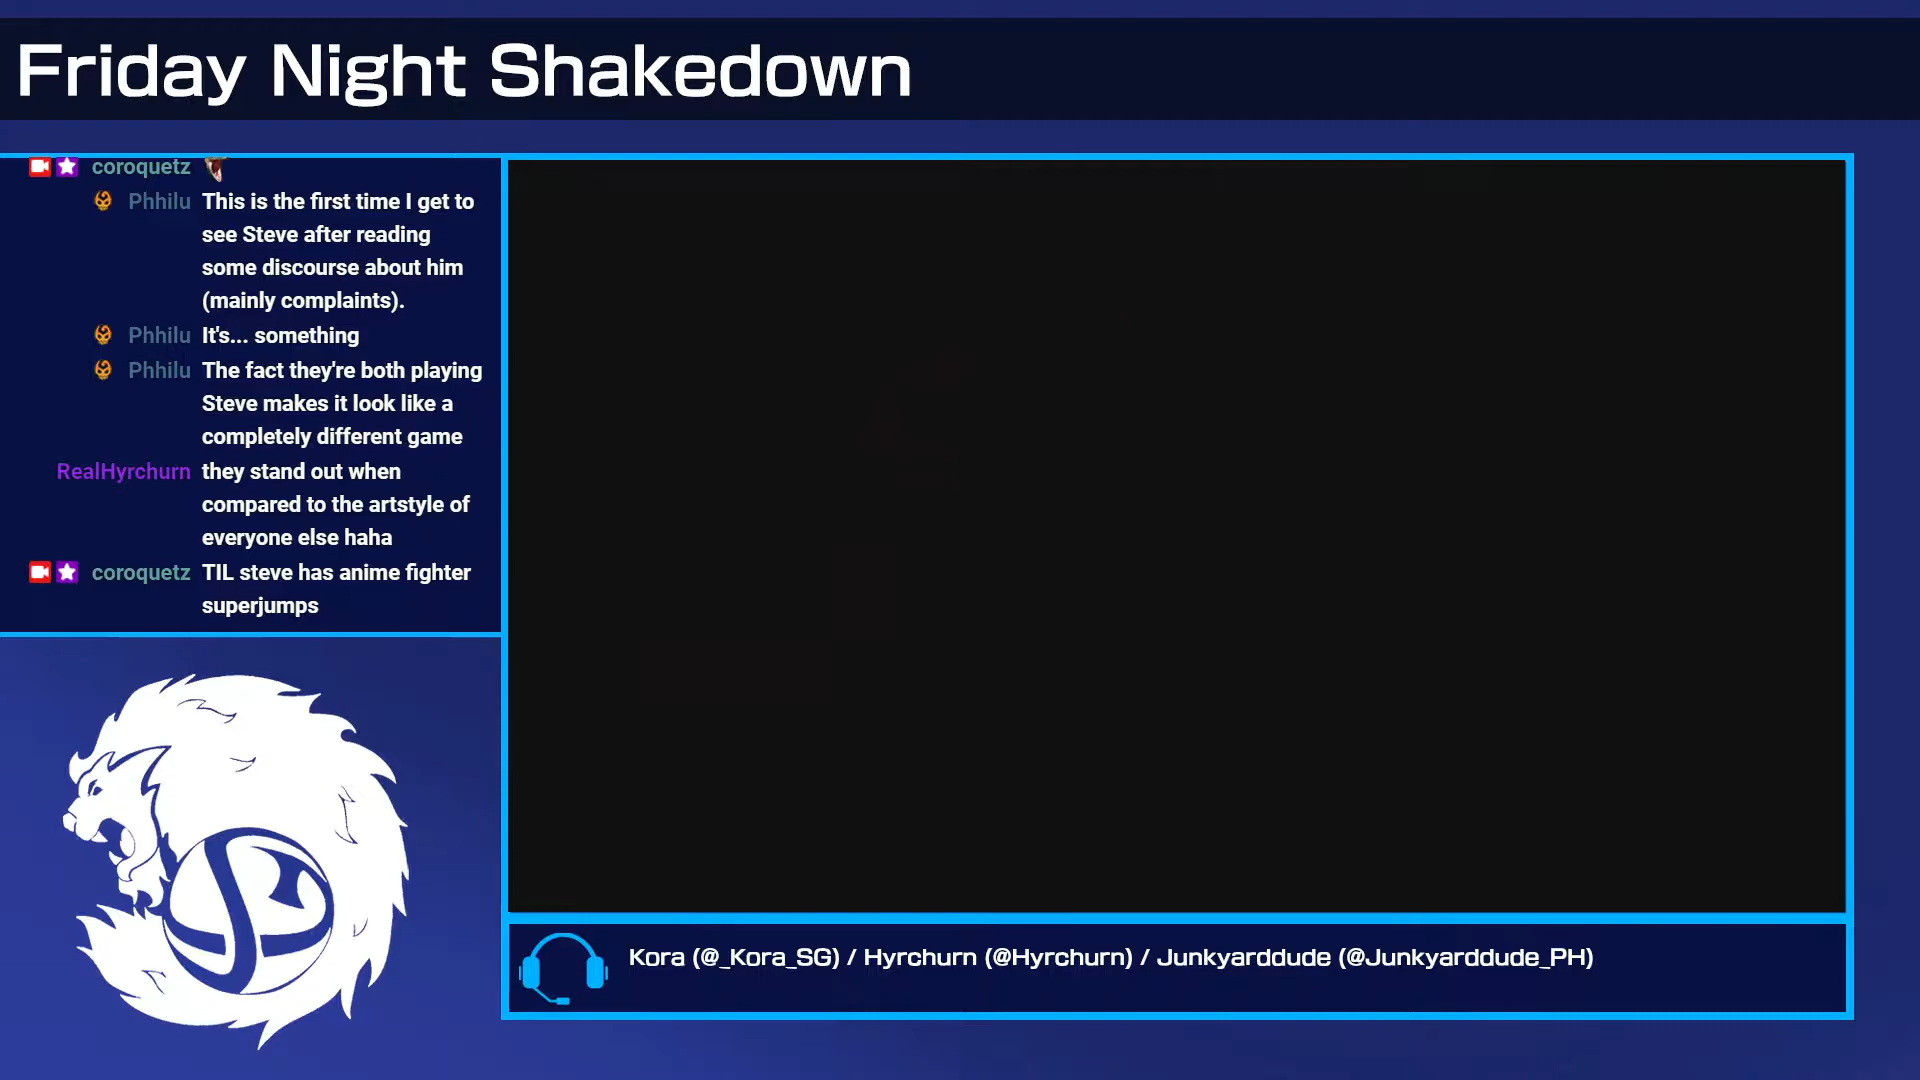 Friday Night Shakedown
coroquetz
Phhilu This is the first time I get to
see Steve after reading
some discourse about him
(mainly complaints).
Phhilu It's... something
Phhilu The fact they're both playing
Steve makes it look like a
completely different game
RealHyrchurn they stand out when
compared to the artstyle of
everyone else haha
coroquetz TIL steve has anime fighter
superjumps
Kora (@_Kora_SG) / Hyrchurn (@Hyrchurn) / Junkyarddude (@Junkyarddude_PH)